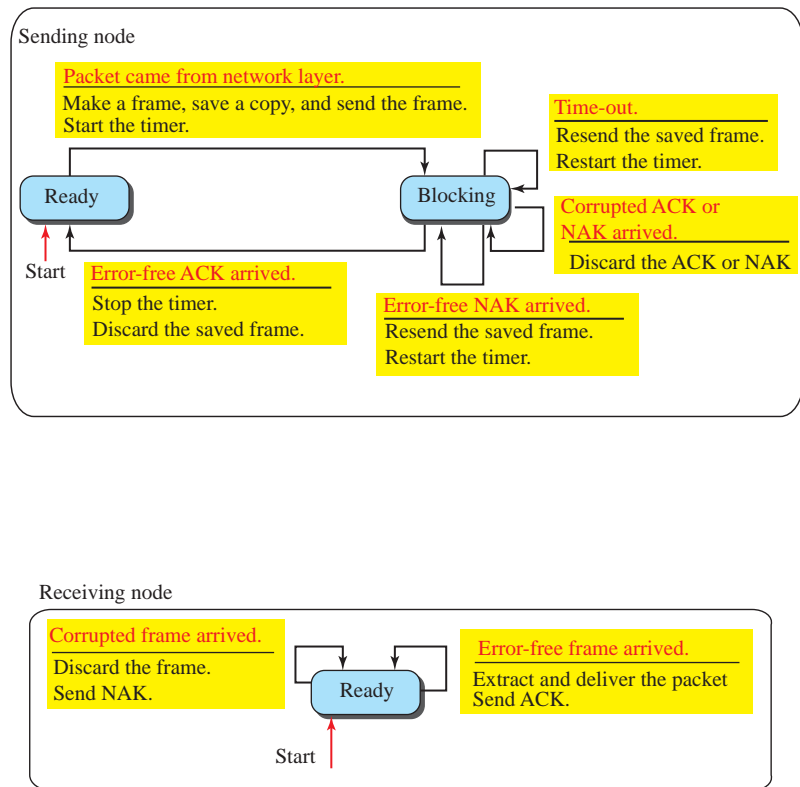 Sending node
Packet came from network layer.
Make a frame, save a copy, and send the frame.
Start the timer.
Time-out.
Resend the saved frame.
Restart the timer.
Ready
Blocking
Corrupted ACK or
NAK arrived.
Discard the ACK or NAK
Start
Error-free ACK arrived.
Stop the timer.
Discard the saved frame.
Error-free NAK arrived.
Resend the saved frame.
Restart the timer.
Receiving node
Corrupted frame arrived.
Discard the frame.
Send NAK.
Ready
Error-free frame arrived.
Extract and deliver the packet
Send ACK.
Start